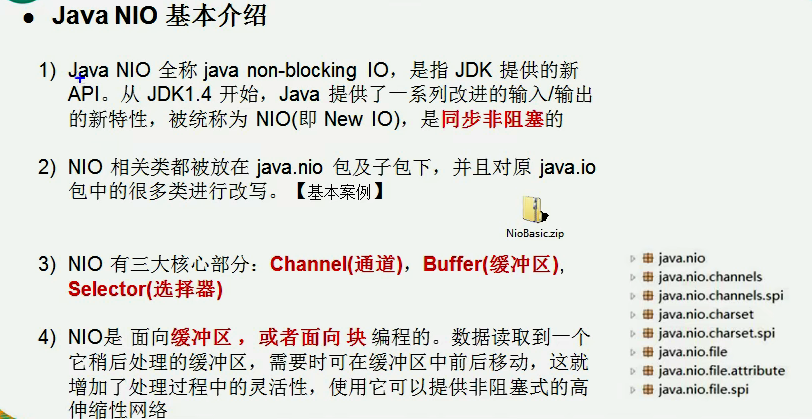 ● Java NIO 基本介绍
1) Java NIO 全称 java non-blocking IO，是指 JDK 提供的新
API。从 JDK1.4 开始，Java 提供了一系列改进的输入/输出
的新特性，被统称为 NIO(即 New IO)，是同步非阻塞的
2) NIO 相关类都被放在 java.nio 包及子包下，并且对原 java.io
包中的很多类进行改写。【基本案例】
NioBasic.zip
3) NIO 有三大核心部分：Channel(通道)，Buffer(缓冲区),
Selector(选择器)
4) NIO是 面向缓冲区 ，或者面向 块 编程的。数据读取到一个
它稍后处理的缓冲区，需要时可在缓冲区中前后移动，这就
增加了处理过程中的灵活性，使用它可以提供非阻塞式的高
伸缩性网络
java.nio
java.nio.channels
java.nio.channels.spi
java.nio.charset
java.nio.charset.spi
java.nio.file
java.nio.file.attribute
java.nio.file.spi